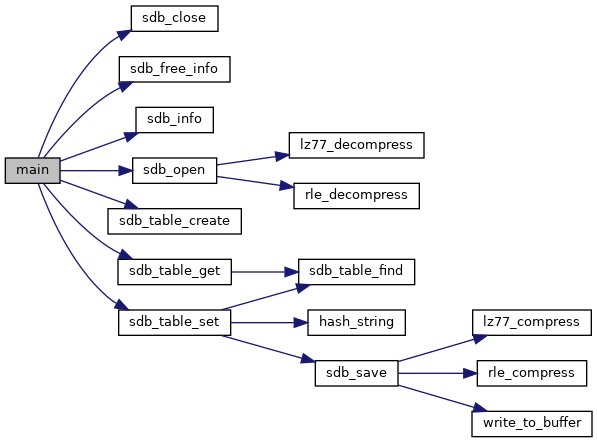 sdb_close
sdb_free_info
sdb_info
lz77_decompress
main
sdb_open
rle_decompress
sdb_table_create
sdb_table_get
sdb_table_find
sdb_table_set
hash_string
lz77_compress
sdb_save
rle_compress
write_to_buffer